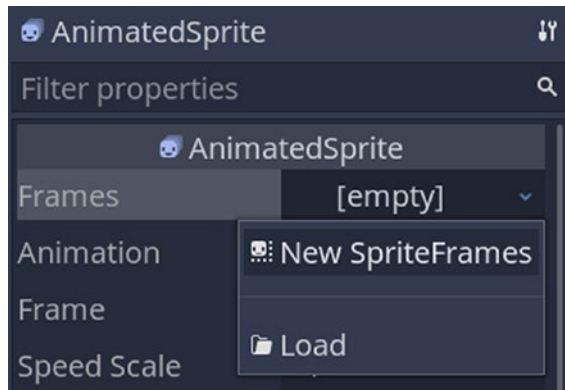 AnimatedSprite
Filter properties
AnimatedSprite
Frames [empty]
Animation
New SpriteFrames
Frame
Load
Speed Scale